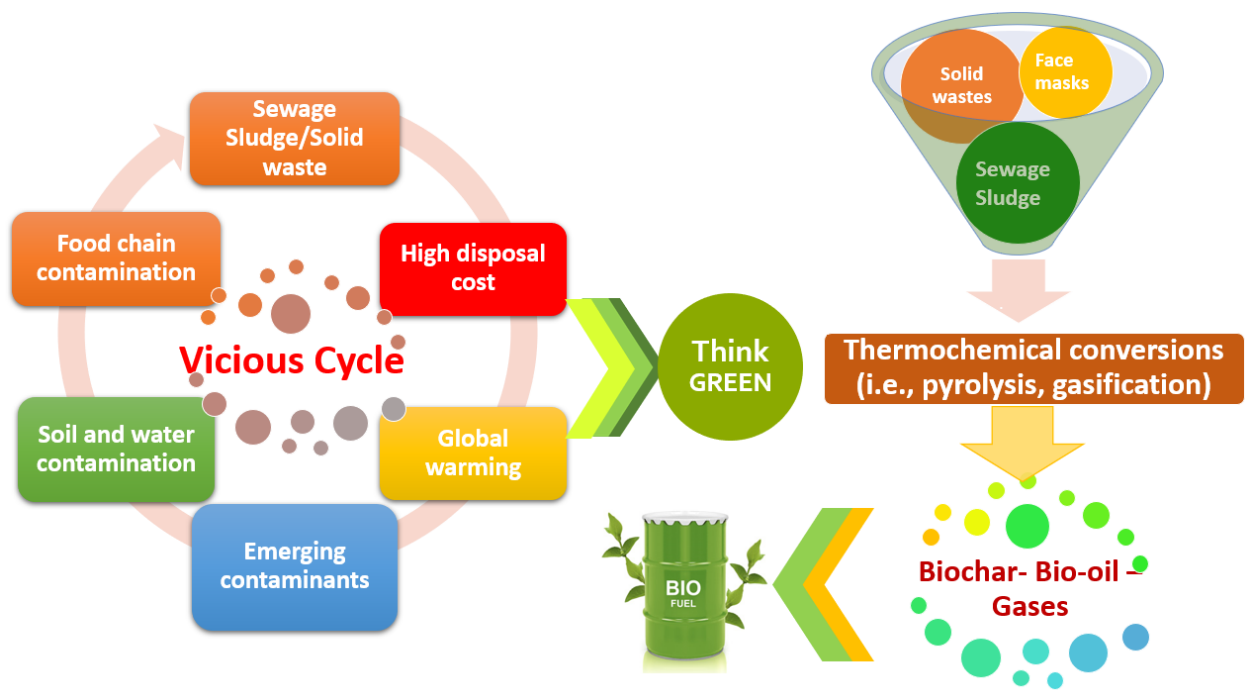 Sewage
Sludge/Solid
waste
High disposal
cost
Global
warming
Emerging
contaminants
Soil and water
contamination
Food chain
contamination
Vicious Cycle
Think
GREEN
Solid
wastes
Face
masks
Sewage
Sludge
Thermochemical conversions
(i.e., pyrolysis, gasification)
Biochar- Bio-oil –
Gases
BIO
FUEL